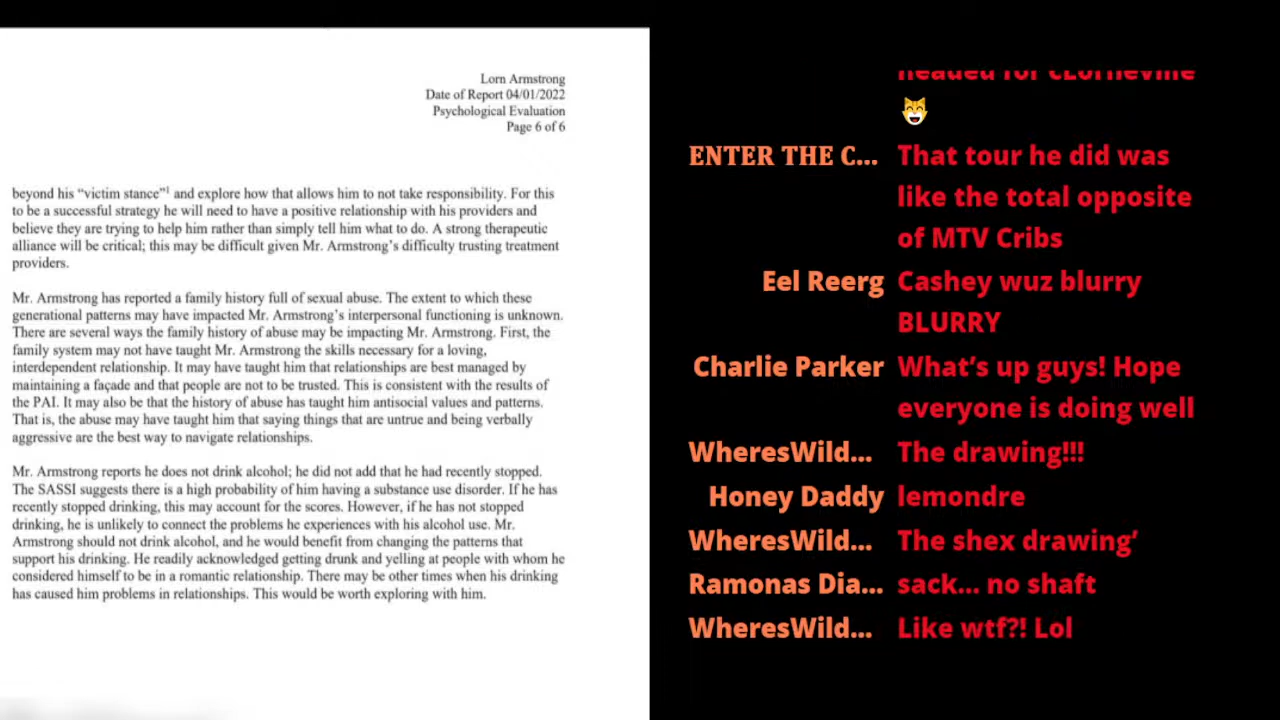 Lorn Armstrong
Date of Report 04/01/2022
Psychological Evaluation
Page 6 of 6
beyond his “victim stance”¹ and explore how that allows him to not take responsibility. For this
to be a successful strategy he will need to have a positive relationship with his providers and
believe they are trying to help him rather than simply tell him what to do. A strong therapeutic
alliance will be critical; this may be difficult given Mr. Armstrong’s difficulty trusting treatment
providers.
Mr. Armstrong has reported a family history full of sexual abuse. The extent to which these
generational patterns may have impacted Mr. Armstrong’s interpersonal functioning is unknown.
There are several ways the family history of abuse may be impacting Mr. Armstrong. First, the
family system may not have taught Mr. Armstrong the skills necessary for a loving,
interdependent relationship. It may have taught him that relationships are best managed by
maintaining a façade and that people are not to be trusted. This is consistent with the results of
the PAI. It may also be that the history of abuse has taught him antisocial values and patterns.
That is, the abuse may have taught him that saying things that are untrue and being verbally
aggressive are the best way to navigate relationships.
Mr. Armstrong reports he does not drink alcohol; he did not add that he had recently stopped.
The SASSI suggests there is a high probability of him having a substance use disorder. If he has
recently stopped drinking, this may account for the scores. However, if he has not stopped
drinking, he is unlikely to connect the problems he experiences with his alcohol use. Mr.
Armstrong should not drink alcohol, and he would benefit from changing the patterns that
support his drinking. He readily acknowledged getting drunk and yelling at people with whom he
considered himself to be in a romantic relationship. There may be other times when his drinking
has caused him problems in relationships. This would be worth exploring with him.
headed for
😹
ENTER THE C... That tour he did was
like the total opposite
of MTV Cribs
Eel Reerg Cashey wuz blurry
BLURRY
Charlie Parker What’s up guys! Hope
everyone is doing well
WheresWild... The drawing!!!
Honey Daddy lemondre
WheresWild... The shex drawing’
Ramonas Dia... sack... no shaft
WheresWild... Like wtf?! Lol